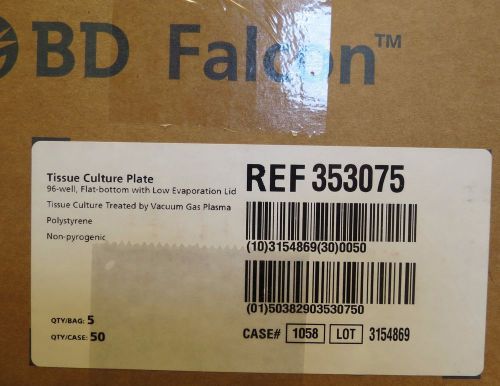 BD Falcon™
Tissue Culture Plate
96-well, Flat-bottom with Low Evaporation Lid
Tissue Culture Treated by Vacuum Gas Plasma
Polystyrene
Non-pyrogenic
QTY/BAG: 5
QTY/CASE: 50
REF 353075
(10)3154869(30)0050
(01)50382903530750
CASE# 1058 LOT 3154869